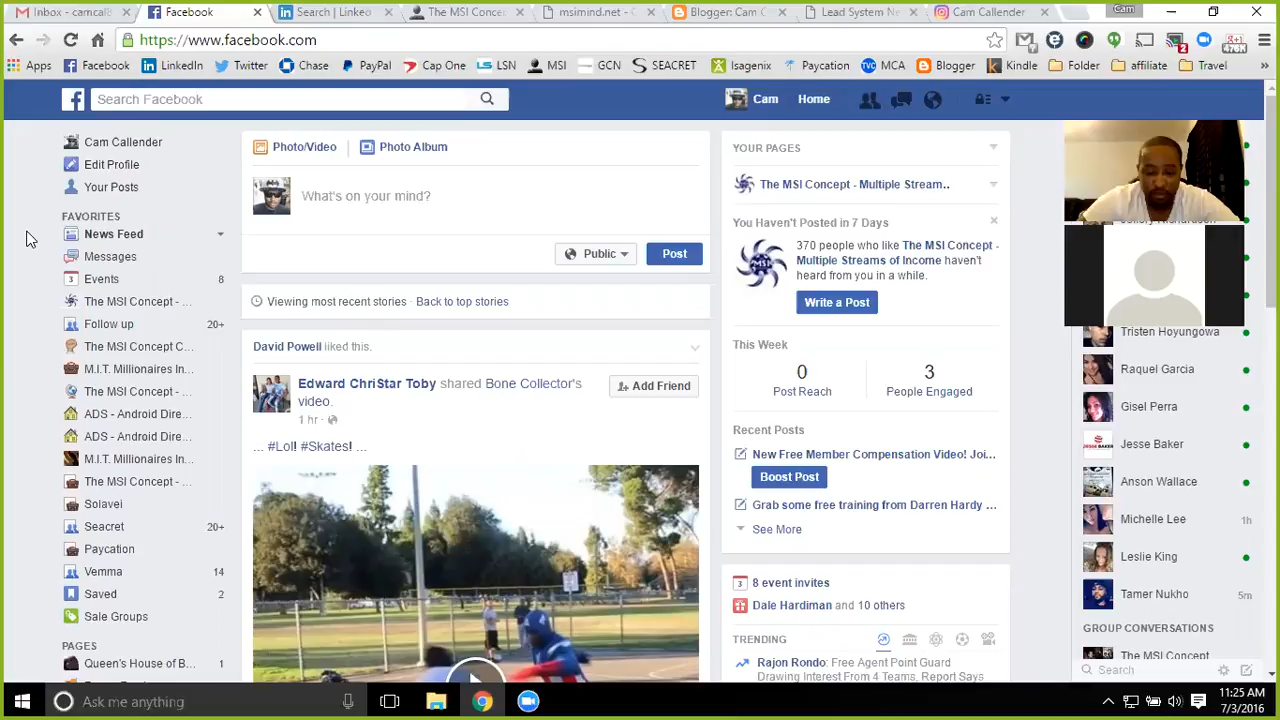 Inbox - camcalb
Facebook
Search | Linke
The MSI Conce
msimind.net - C
Blogger: Cam C
Lead System Ne
Cam Callender
Cam
https://www.facebook.com
Apps
Facebook
LinkedIn
Twitter
Chase
PayPal
Cap One
LSN
MSI
GCN
SEACRET
Isagenix
Paycation
MCA
Blogger
Kindle
Folder
affiliate
Travel
Search Facebook
Cam
Home
Cam Callender
Edit Profile
Your Posts
FAVORITES
News Feed
Messages
Events 8
The MSI Concept - ...
Follow up 20+
The MSI Concept C...
M.I.T. Millionaires In...
The MSI Concept - ...
ADS - Android Dire...
ADS - Android Dire...
M.I.T. Millionaires In...
The MSI Concept - ...
Solavei
Seacret 20+
Paycation
Vemma 14
Saved 2
Sale Groups
PAGES
Queen's House of B... 1
Photo/Video
Photo Album
What's on your mind?
Public
Post
Viewing most recent stories · Back to top stories
David Powell liked this.
Edward ChriStar Toby shared Bone Collector's
video.
1 hr ·
Add Friend
... #Lol! #Skates! ...
YOUR PAGES
The MSI Concept - Multiple Stream..
You Haven't Posted in 7 Days
370 people who like The MSI Concept -
Multiple Streams of Income haven't
heard from you in a while.
Write a Post
This Week
0
Post Reach
3
People Engaged
Recent Posts
New Free Member Compensation Video! Joi...
Boost Post
Grab some free training from Darren Hardy ...
See More
8 event invites
Dale Hardiman and 10 others
TRENDING
Rajon Rondo: Free Agent Point Guard
Drawing Interest From 4 Teams, Report Says
Tristen Hoyungowa
Raquel Garcia
Gisel Perra
Jesse Baker
Anson Wallace
Michelle Lee 1h
Leslie King
Tamer Nukho 5m
GROUP CONVERSATIONS
The MSI Concept
Search
Ask me anything
11:25 AM
7/3/2016